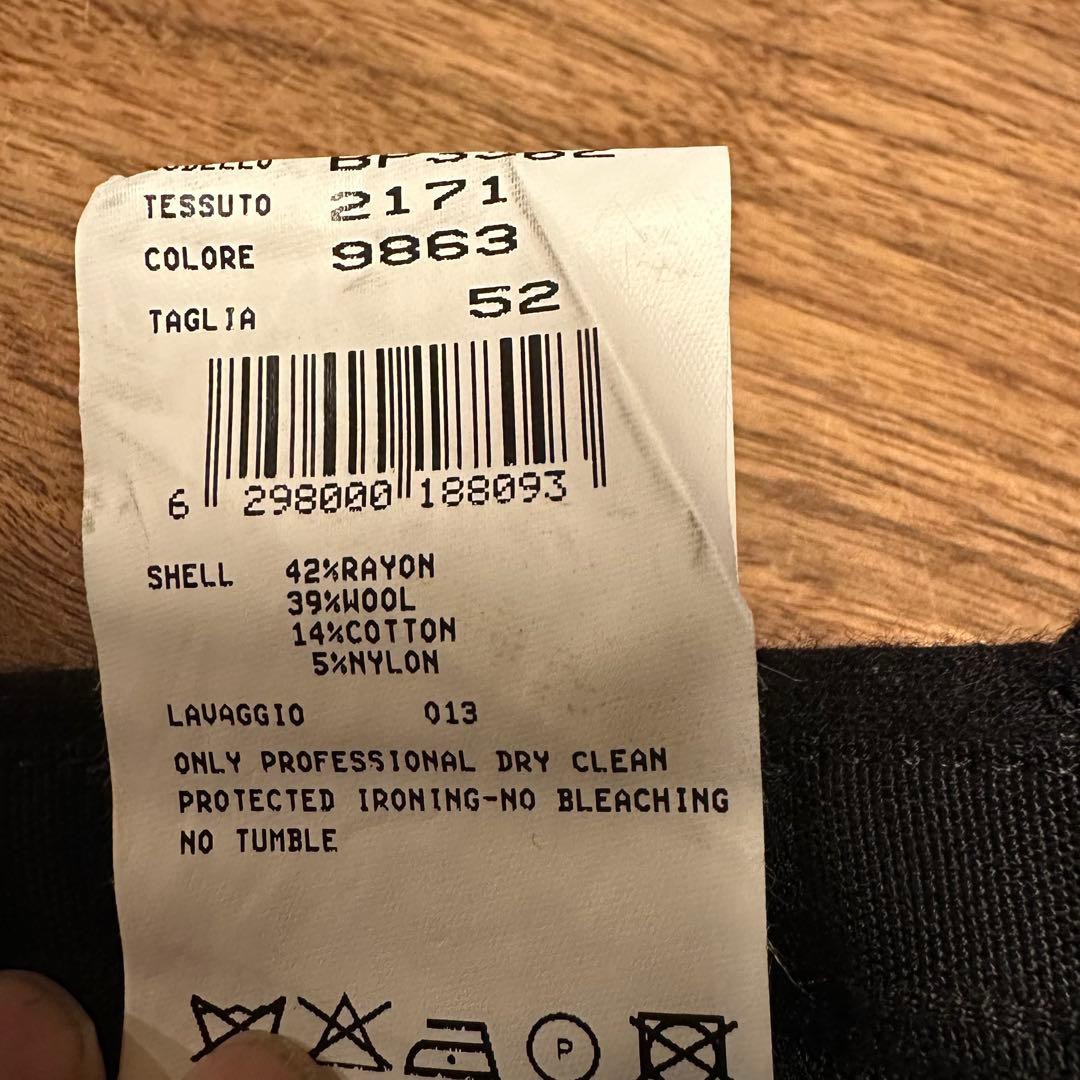 TESSUTO 2171
COLORE 9863
TAGLIA 52
6 298000 188093
SHELL 42%RAYON
39%WOOL
14%COTTON
5%NYLON
LAVAGGIO 013
ONLY PROFESSIONAL DRY CLEAN
PROTECTED IRONING-NO BLEACHING
NO TUMBLE
P